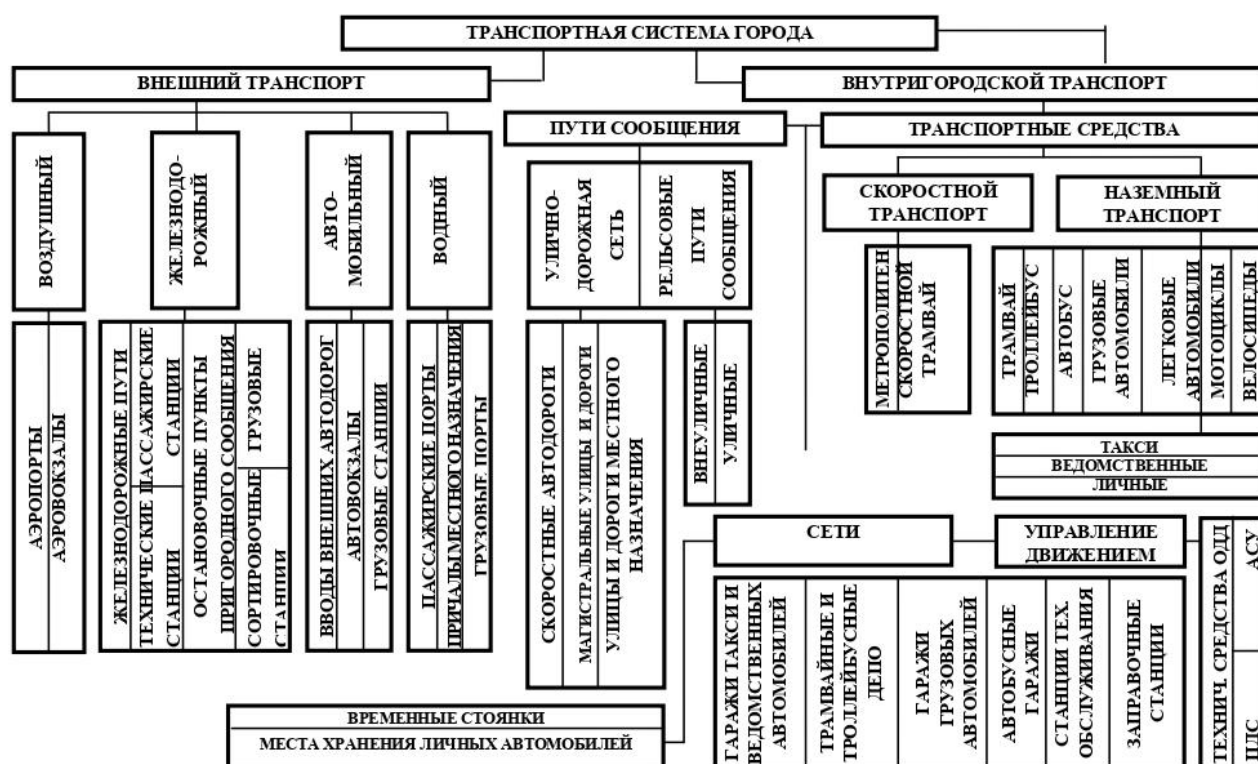 ТРАНСПОРТНАЯ СИСТЕМА ГОРОДА
ВНЕШНИЙ ТРАНСПОРТ
ВНУТРИГОРОДСКОЙ ТРАНСПОРТ
ПУТИ СООБЩЕНИЯ
ТРАНСПОРТНЫЕ СРЕДСТВА
ВОЗДУШНЫЙ
ЖЕЛЕЗНОДО-
РОЖНЫЙ
АВТО-
МОБИЛЬНЫЙ
ВОДНЫЙ
УЛИЧНО-
ДОРОЖНАЯ
СЕТЬ
РЕЛЬСОВЫЕ
ПУТИ
СООБЩЕНИЯ
СКОРОСТНОЙ
ТРАНСПОРТ
НАЗЕМНЫЙ
ТРАНСПОРТ
МЕТРОПОЛИТЕН
СКОРОСТНОЙ
ТРАМВАЙ
ТРАМВАЙ
ТРОЛЛЕЙБУС
АВТОБУС
ГРУЗОВЫЕ
АВТОМОБИЛИ
ЛЕГКОВЫЕ
АВТОМОБИЛИ
МОТОЦИКЛЫ
ВЕЛОСИПЕДЫ
АЭРОПОРТЫ
АЭРОВОКЗАЛЫ
ЖЕЛЕЗНОДОРОЖНЫЕ ПУТИ
ПАССАЖИРСКИЕ
СТАНЦИИ
ТЕХНИЧЕСКИЕ
СТАНЦИИ
ОСТАНОВОЧНЫЕ ПУНКТЫ
ПРИГОРОДНОГО СООБЩЕНИЯ
ГРУЗОВЫЕ
СОРТИРОВОЧНЫЕ
СТАНЦИИ
ВВОДЫ ВНЕШНИХ АВТОДОРОГ
АВТОВОКЗАЛЫ
ГРУЗОВЫЕ СТАНЦИИ
ПАССАЖИРСКИЕ ПОРТЫ
ПРИЧАЛЫ МЕСТНОГО НАЗНАЧЕНИЯ
ГРУЗОВЫЕ ПОРТЫ
СКОРОСТНЫЕ АВТОДОРОГИ
МАГИСТРАЛЬНЫЕ УЛИЦЫ И ДОРОГИ
УЛИЦЫ И ДОРОГИ МЕСТНОГО
НАЗНАЧЕНИЯ
ВНЕУЛИЧНЫЕ
УЛИЧНЫЕ
ТАКСИ
ВЕДОМСТВЕННЫЕ
ЛИЧНЫЕ
СЕТИ
УПРАВЛЕНИЕ
ДВИЖЕНИЕМ
ТЕХНИЧ. СРЕДСТВА ОДД
АСУ
ЦДС
ГАРАЖИ ТАКСИ И
ВЕДОМСТВЕННЫХ
АВТОМОБИЛЕЙ
ТРАМВАЙНЫЕ И
ТРОЛЛЕЙБУСНЫЕ
ДЕПО
ГАРАЖИ
ГРУЗОВЫХ
АВТОМОБИЛЕЙ
АВТОБУСНЫЕ
ГАРАЖИ
СТАНЦИИ ТЕХ.
ОБСЛУЖИВАНИЯ
ЗАПРАВОЧНЫЕ
СТАНЦИИ
ВРЕМЕННЫЕ СТОЯНКИ
МЕСТА ХРАНЕНИЯ ЛИЧНЫХ АВТОМОБИЛЕЙ